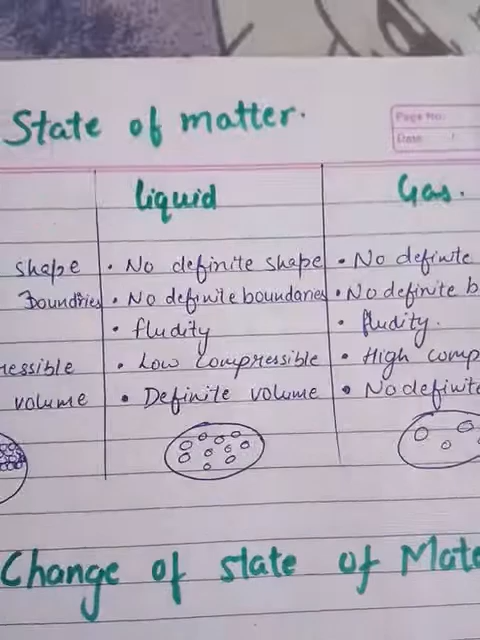 State of matter.
Page No:
Date: /
liquid Gas.
shape • No definite shape • No definite
Boundries • No definite boundaries • No definite b
• fludity • fludity.
ressible • Low Compressible • High comp
volume • Definite volume • No definite
Change of state of Mate